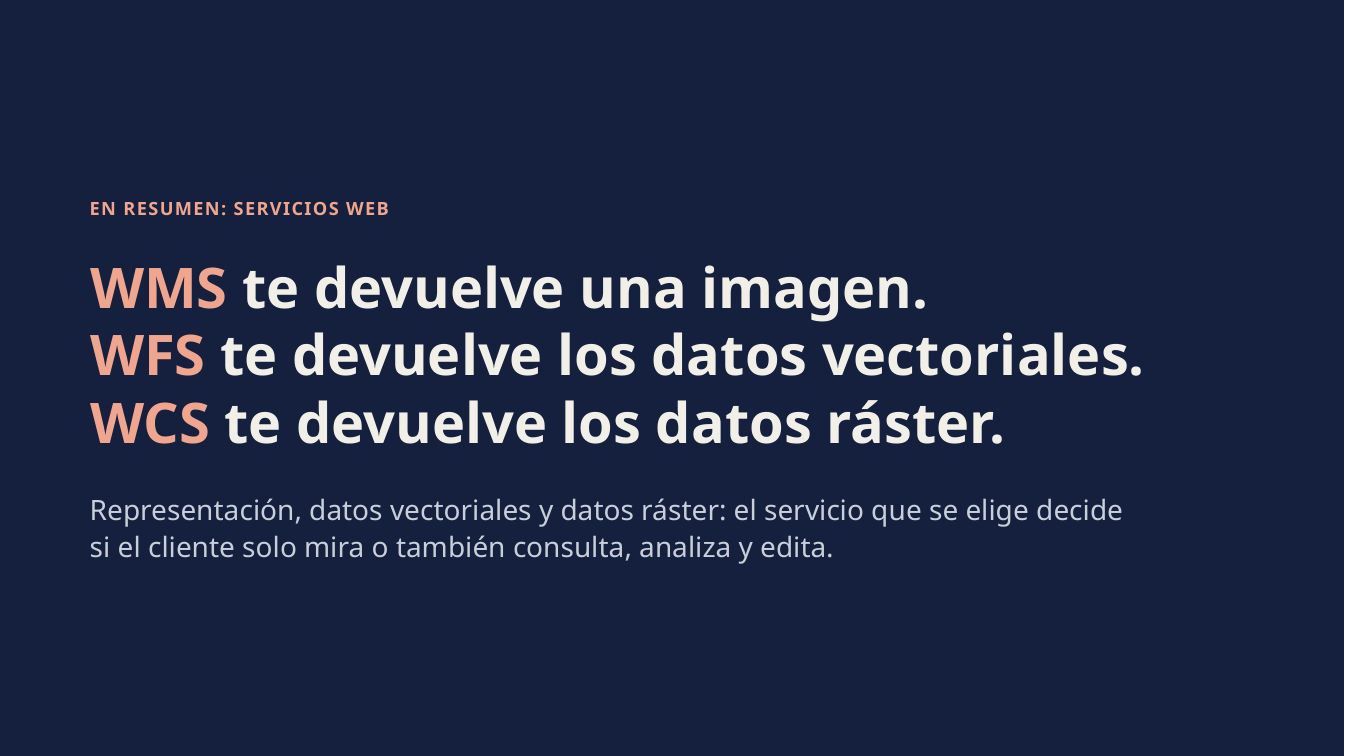 EN RESUMEN: SERVICIOS WEB
WMS te devuelve una imagen.
WFS te devuelve los datos vectoriales.
WCS te devuelve los datos ráster.
Representación, datos vectoriales y datos ráster: el servicio que se elige decide
si el cliente solo mira o también consulta, analiza y edita.